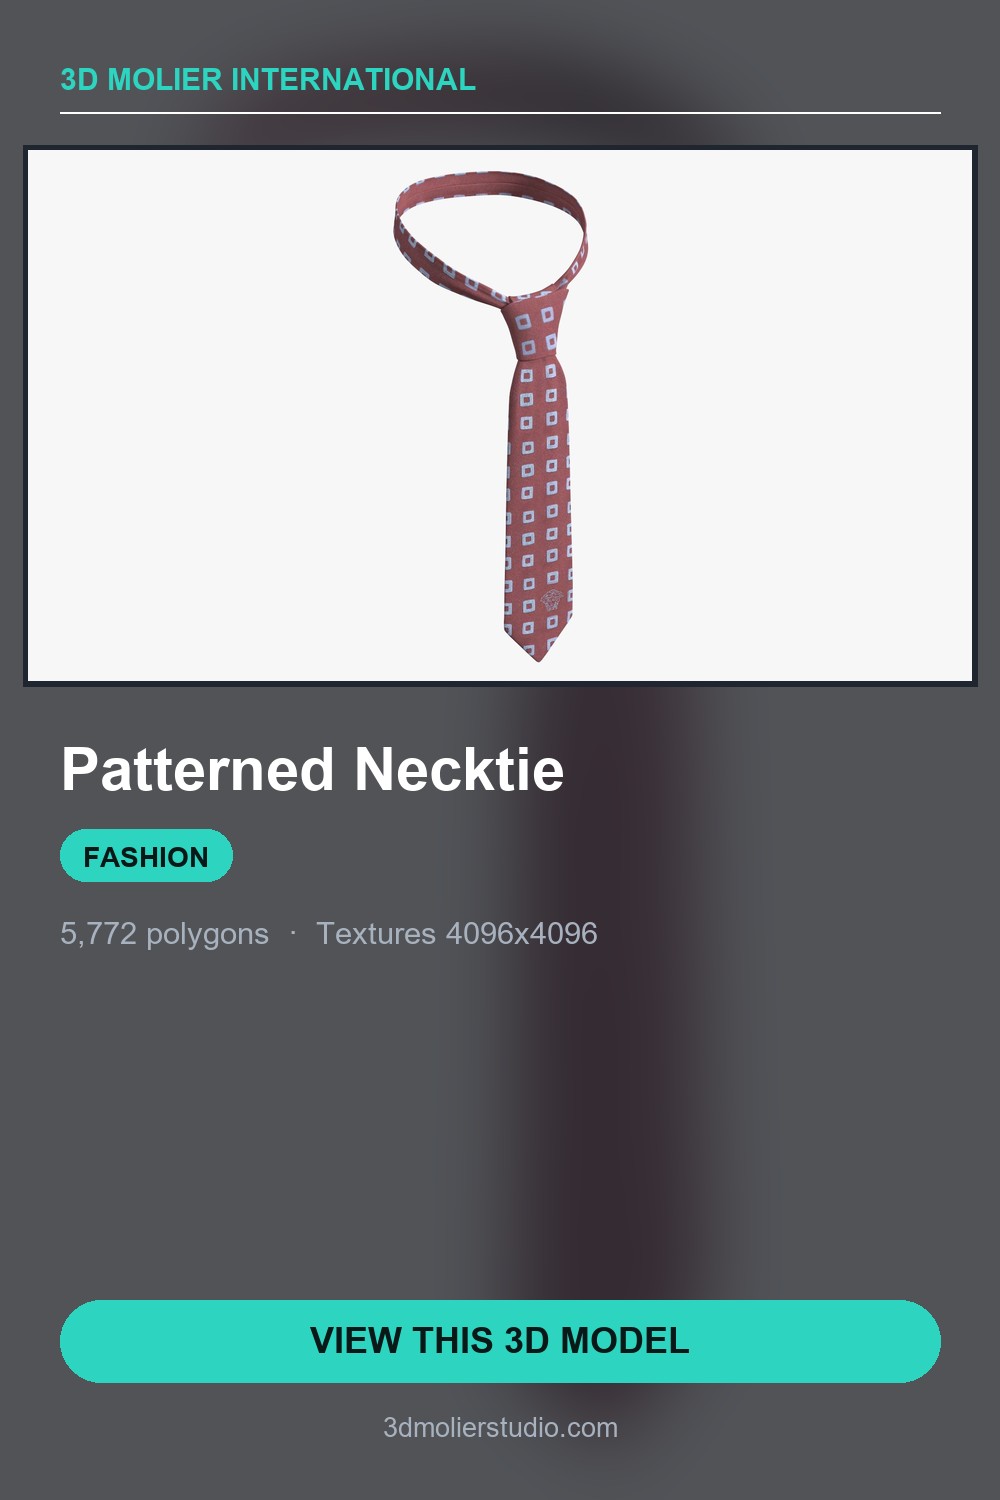 3D MOLIER INTERNATIONAL
Patterned Necktie
FASHION
5,772 polygons · Textures 4096x4096
VIEW THIS 3D MODEL
3dmolierstudio.com